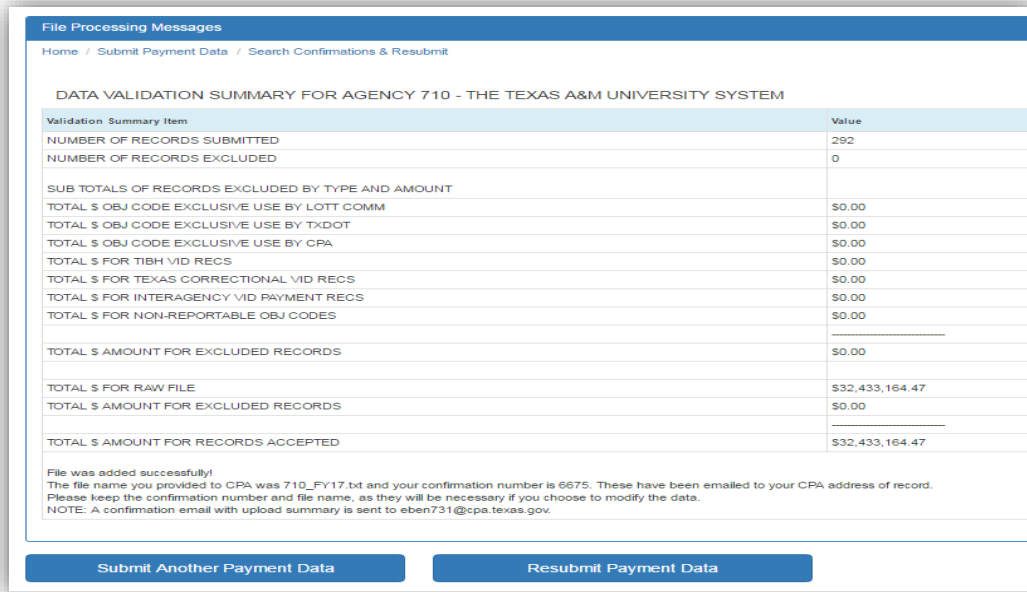 File Processing Messages
Home / Submit Payment Data / Search Confirmations & Resubmit
DATA VALIDATION SUMMARY FOR AGENCY 710 - THE TEXAS A&M UNIVERSITY SYSTEM
Validation Summary Item Value
NUMBER OF RECORDS SUBMITTED 292
NUMBER OF RECORDS EXCLUDED 0
SUB TOTALS OF RECORDS EXCLUDED BY TYPE AND AMOUNT
TOTAL $ OBJ CODE EXCLUSIVE USE BY LOTT COMM $0.00
TOTAL $ OBJ CODE EXCLUSIVE USE BY TXDOT $0.00
TOTAL $ OBJ CODE EXCLUSIVE USE BY CPA $0.00
TOTAL $ FOR TIBH VID RECS $0.00
TOTAL $ FOR TEXAS CORRECTIONAL VID RECS $0.00
TOTAL $ FOR INTERAGENCY VID PAYMENT RECS $0.00
TOTAL $ FOR NON-REPORTABLE OBJ CODES $0.00
------------------------------
TOTAL $ AMOUNT FOR EXCLUDED RECORDS $0.00
TOTAL $ FOR RAW FILE $32,433,164.47
TOTAL $ AMOUNT FOR EXCLUDED RECORDS $0.00
------------------------------
TOTAL $ AMOUNT FOR RECORDS ACCEPTED $32,433,164.47
File was added successfully!
The file name you provided to CPA was 710_FY17.txt and your confirmation number is 6675. These have been emailed to your CPA address of record.
Please keep the confirmation number and file name, as they will be necessary if you choose to modify the data.
NOTE: A confirmation email with upload summary is sent to eben731@cpa.texas.gov.
Submit Another Payment Data Resubmit Payment Data